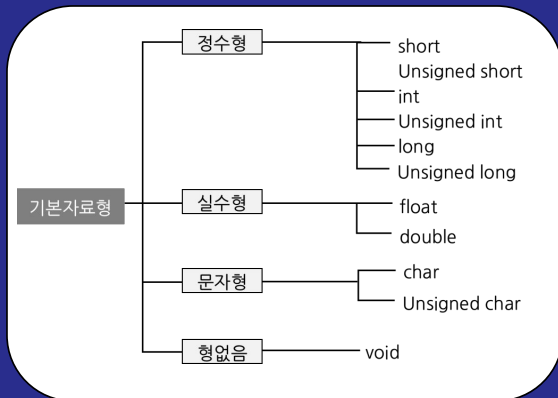 기본자료형
정수형
short
Unsigned short
int
Unsigned int
long
Unsigned long
실수형
float
double
문자형
char
Unsigned char
형없음
void